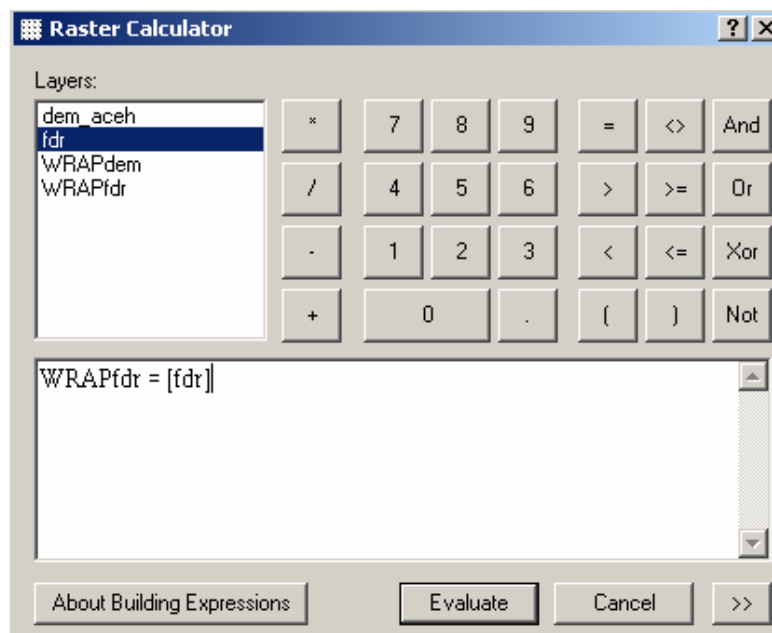 Raster Calculator
Layers:
dem_aceh
fdr
WRAPdem
WRAPfdr
* 7 8 9 = <> And
/ 4 5 6 > >= Or
- 1 2 3 < <= Xor
+ 0 . ( ) Not
WRAPfdr = [fdr]
About Building Expressions Evaluate Cancel >>